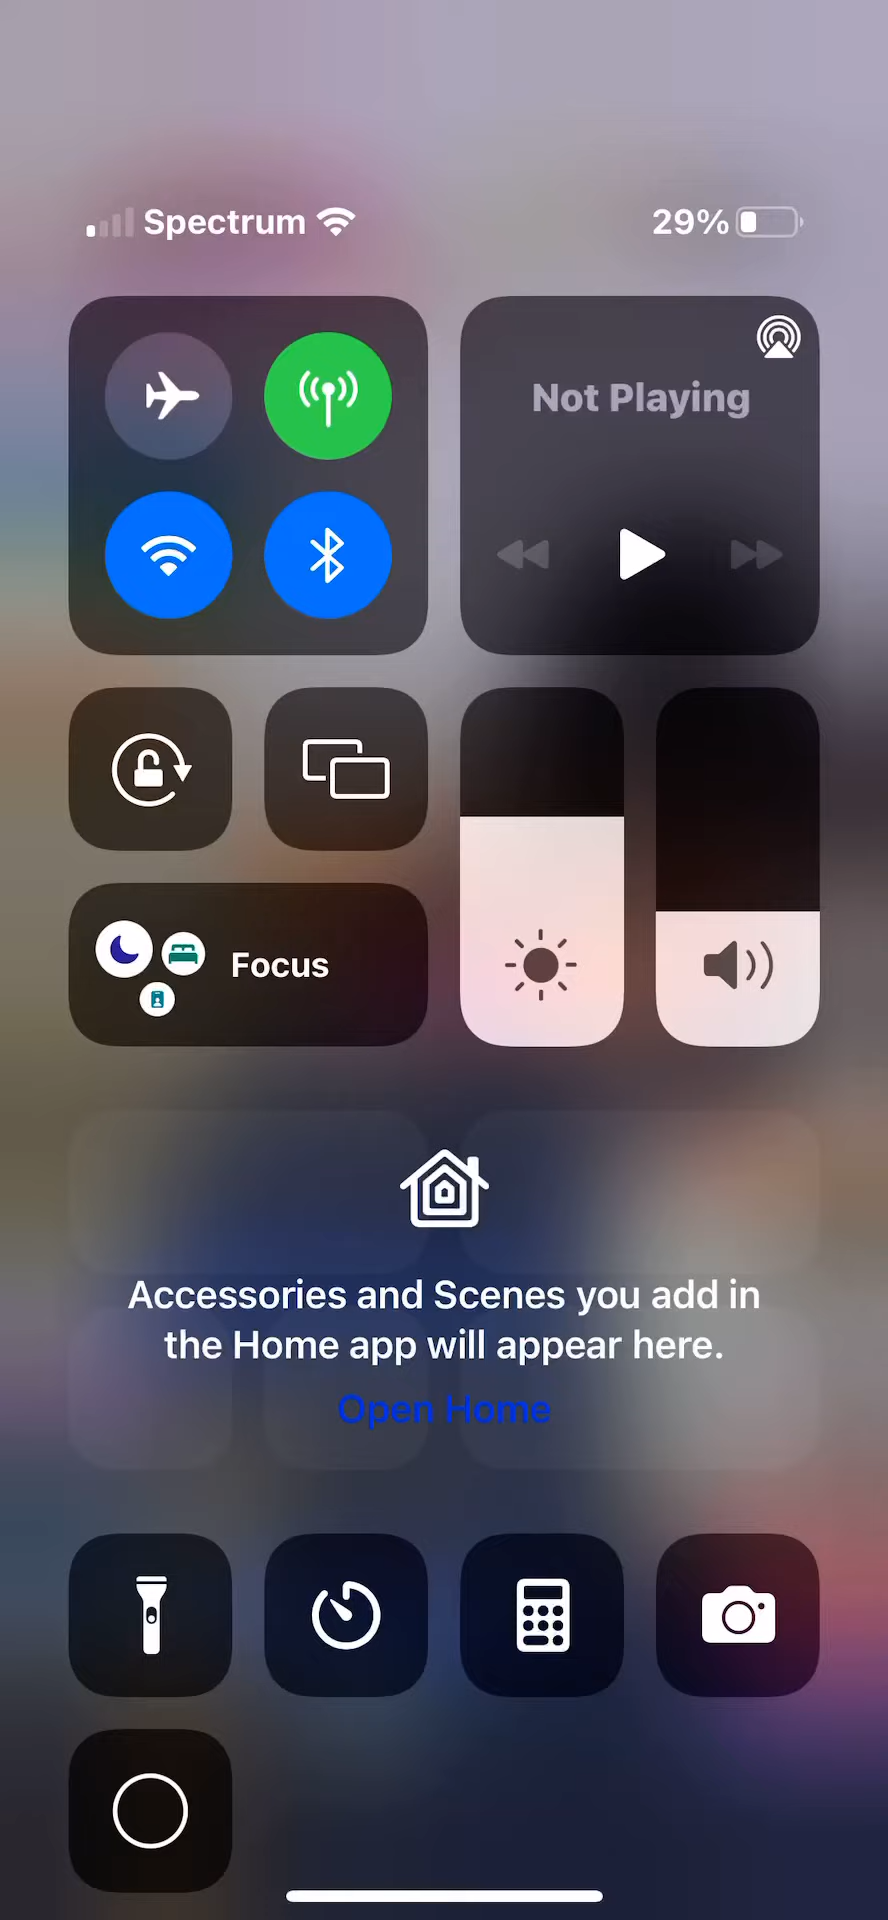 Spectrum
29%
Not Playing
Focus
Accessories and Scenes you add in
the Home app will appear here.
Open Home